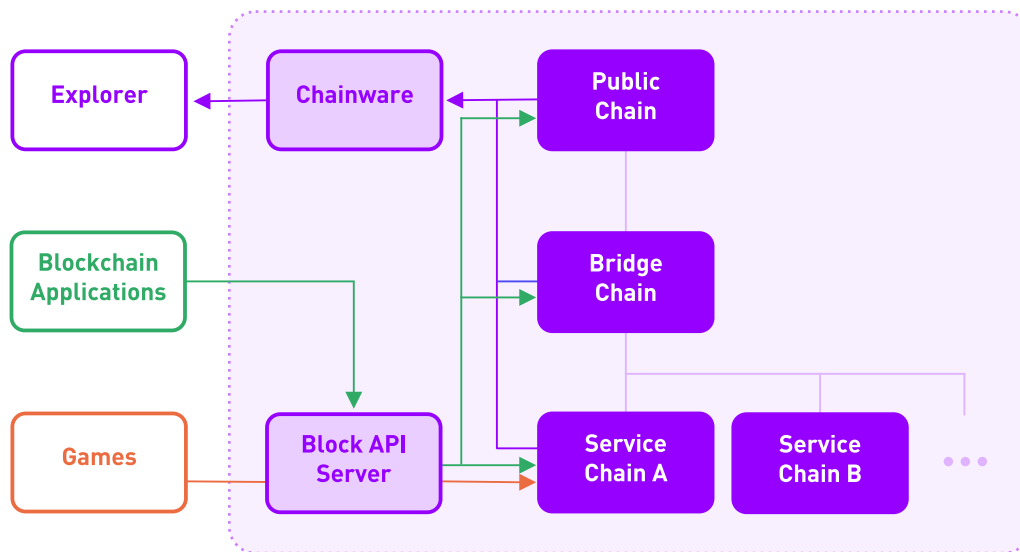 Explorer
Chainware
Public
Chain
Blockchain
Applications
Bridge
Chain
Games
Block API
Server
Service
Chain A
Service
Chain B